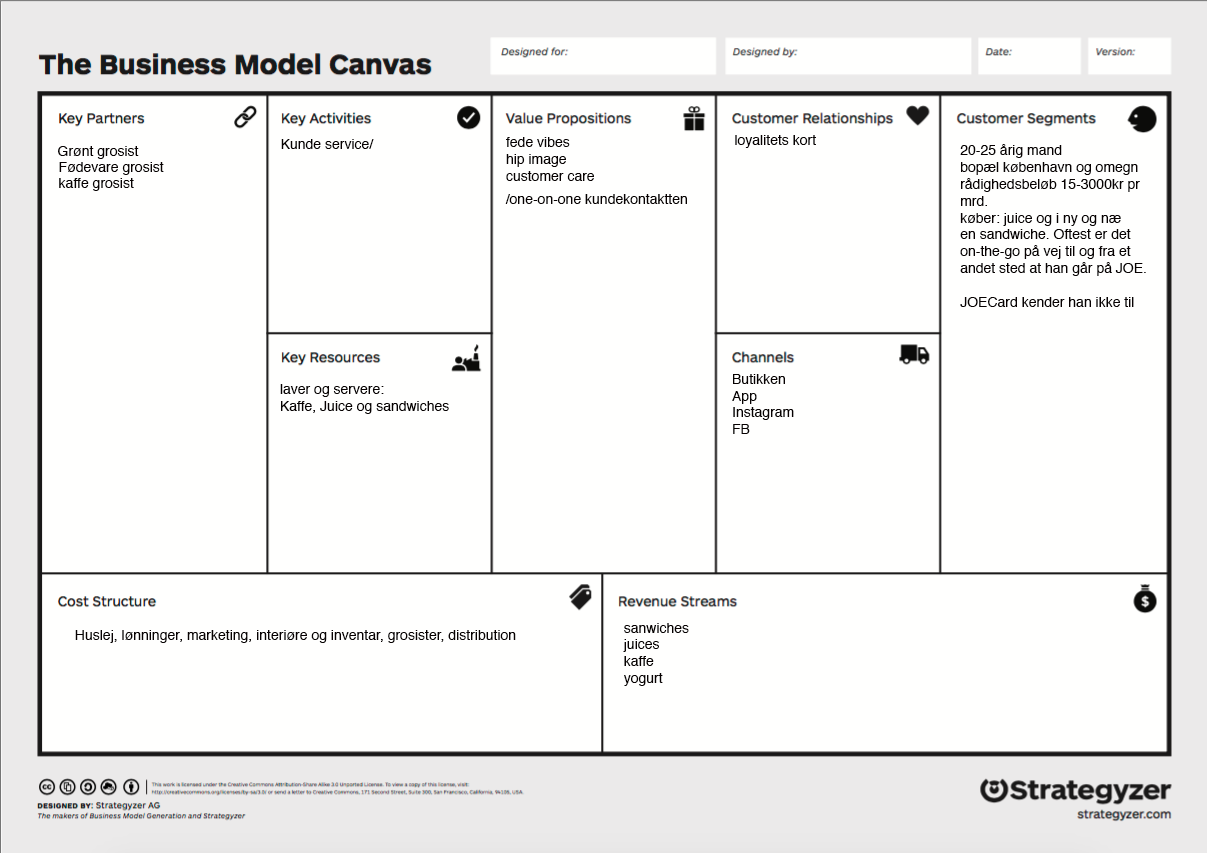 The Business Model Canvas
Designed for:
Designed by:
Date:
Version:
Key Partners
Grønt grosist
Fødevare grosist
kaffe grosist
Key Activities
Kunde service/
Key Resources
laver og servere:
Kaffe, Juice og sandwiches
Value Propositions
fede vibes
hip image
customer care
/one-on-one kundekontaktten
Customer Relationships
loyalitets kort
Channels
Butikken
App
Instagram
FB
Customer Segments
20-25 årig mand
bopæl københavn og omegn
rådighedsbeløb 15-3000kr pr
mrd.
køber: juice og i ny og næ
en sandwiche. Oftest er det
on-the-go på vej til og fra et
andet sted at han går på JOE.
JOECard kender han ikke til
Cost Structure
Huslej, lønninger, marketing, interiøre og inventar, grosister, distribution
Revenue Streams
sanwiches
juices
kaffe
yogurt
cc
This work is licensed under the Creative Commons Attribution-Share Alike 3.0 Unported License. To view a copy of this license, visit:
http://creativecommons.org/licenses/by-sa/3.0/ or send a letter to Creative Commons, 171 Second Street, Suite 300, San Francisco, California, 94105, USA.
DESIGNED BY: Strategyzer AG
The makers of Business Model Generation and Strategyzer
Strategyzer
strategyzer.com